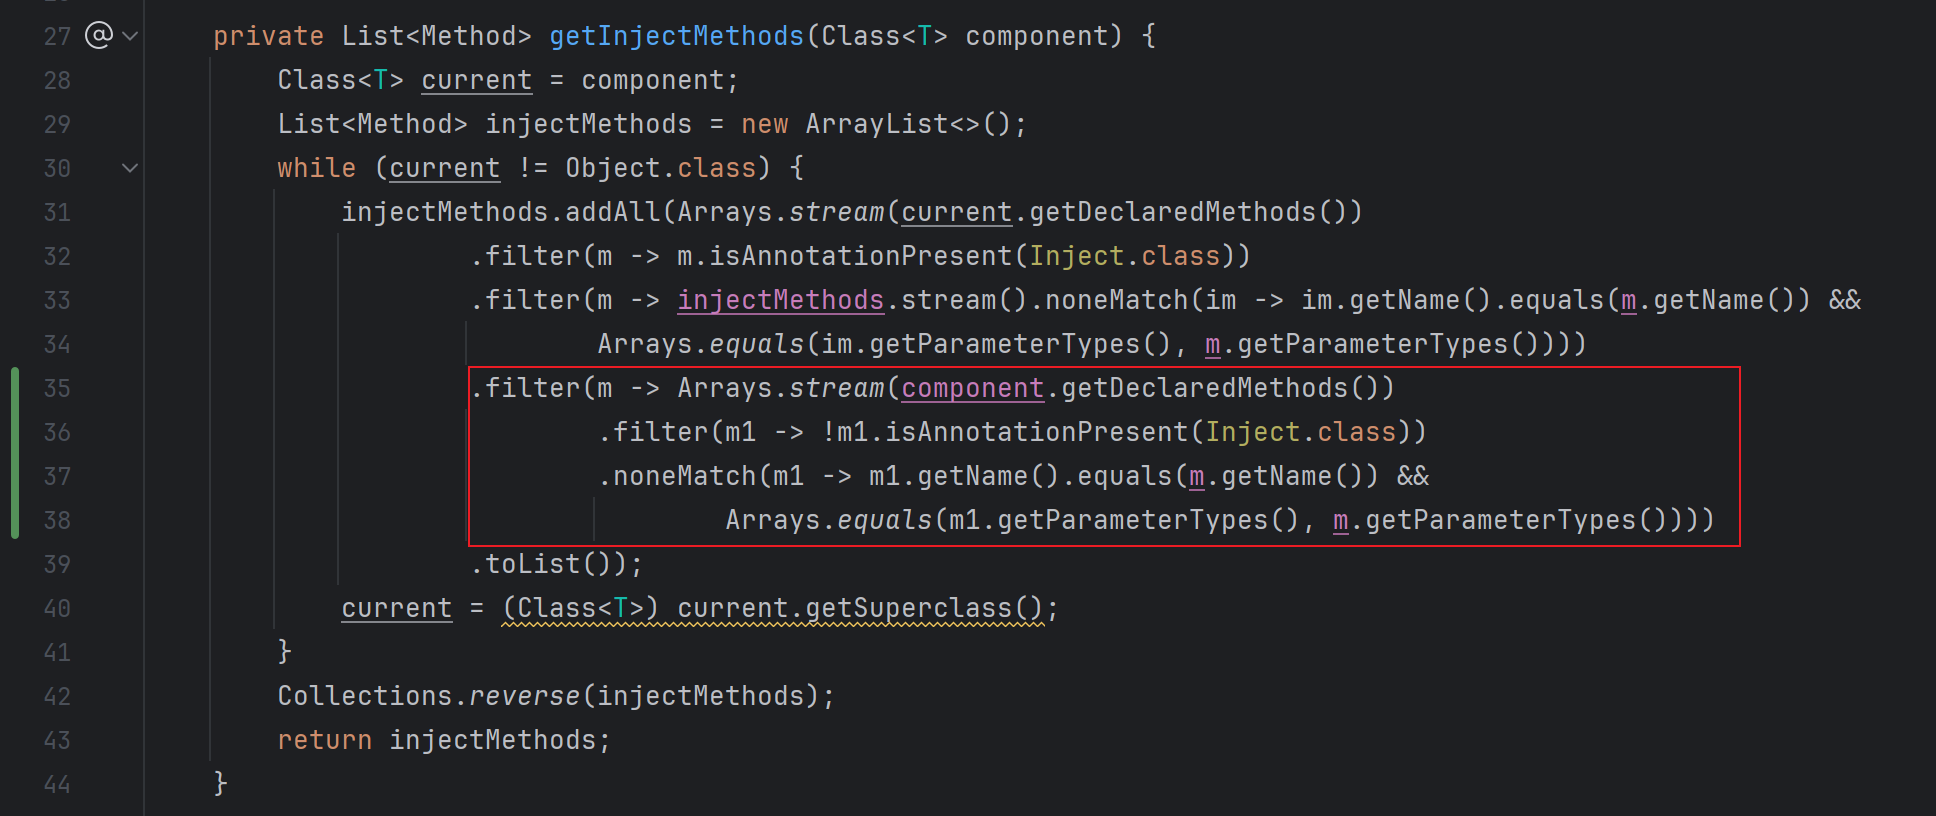 27 @ private List<Method> getInjectMethods(Class<T> component) {
28 Class<T> current = component;
29 List<Method> injectMethods = new ArrayList<>();
30 while (current != Object.class) {
31 injectMethods.addAll(Arrays.stream(current.getDeclaredMethods())
32 .filter(m -> m.isAnnotationPresent(Inject.class))
33 .filter(m -> injectMethods.stream().noneMatch(im -> im.getName().equals(m.getName()) &&
34 Arrays.equals(im.getParameterTypes(), m.getParameterTypes())))
35 .filter(m -> Arrays.stream(component.getDeclaredMethods())
36 .filter(m1 -> !m1.isAnnotationPresent(Inject.class))
37 .noneMatch(m1 -> m1.getName().equals(m.getName()) &&
38 Arrays.equals(m1.getParameterTypes(), m.getParameterTypes())))
39 .toList());
40 current = (Class<T>) current.getSuperclass();
41 }
42 Collections.reverse(injectMethods);
43 return injectMethods;
44 }